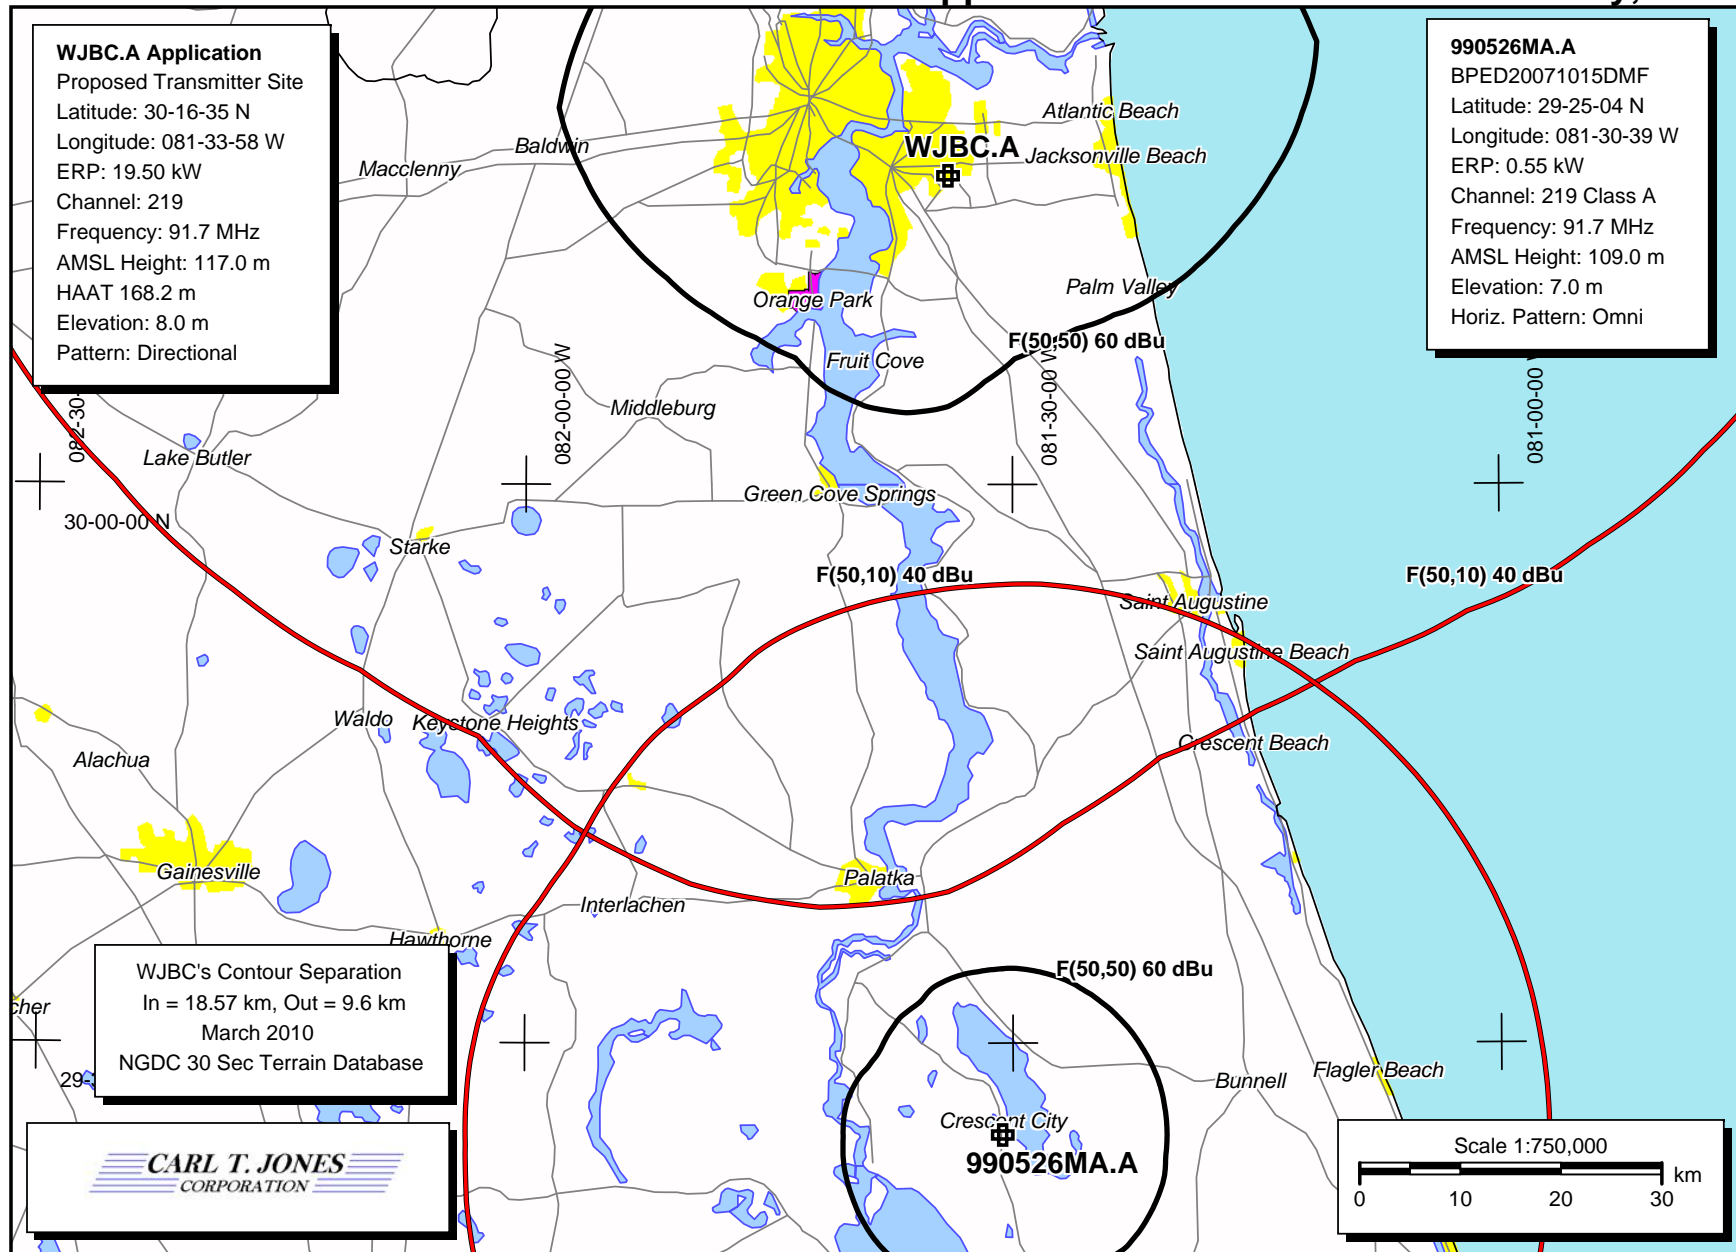 WJBC.A Application
Proposed Transmitter Site
Latitude: 30-16-35 N
Longitude: 081-33-58 W
ERP: 19.50 kW
Channel: 219
Frequency: 91.7 MHz
AMSL Height: 117.0 m
HAAT 168.2 m
Elevation: 8.0 m
Pattern: Directional
990526MA.A
BPED20071015DMF
Latitude: 29-25-04 N
Longitude: 081-30-39 W
ERP: 0.55 kW
Channel: 219 Class A
Frequency: 91.7 MHz
AMSL Height: 109.0 m
Elevation: 7.0 m
Horiz. Pattern: Omni
Atlantic Beach
Baldwin
WJBC.A
Jacksonville Beach
Macclenny
Palm Valley
Orange Park
F(50,50) 60 dBu
Fruit Cove
082-30-
082-00-00 W
081-30-00 W
081-00-00 W
Middleburg
Lake Butler
Green Cove Springs
30-00-00 N
Starke
F(50,10) 40 dBu
F(50,10) 40 dBu
Saint Augustine
Saint Augustine Beach
Waldo
Keystone Heights
Crescent Beach
Alachua
Gainesville
Palatka
Interlachen
Hawthorne
F(50,50) 60 dBu
WJBC's Contour Separation
In = 18.57 km, Out = 9.6 km
March 2010
NGDC 30 Sec Terrain Database
cher
29-
Bunnell
Flagler Beach
Crescent City
990526MA.A
CARL T. JONES
CORPORATION
Scale 1:750,000
km
0 10 20 30